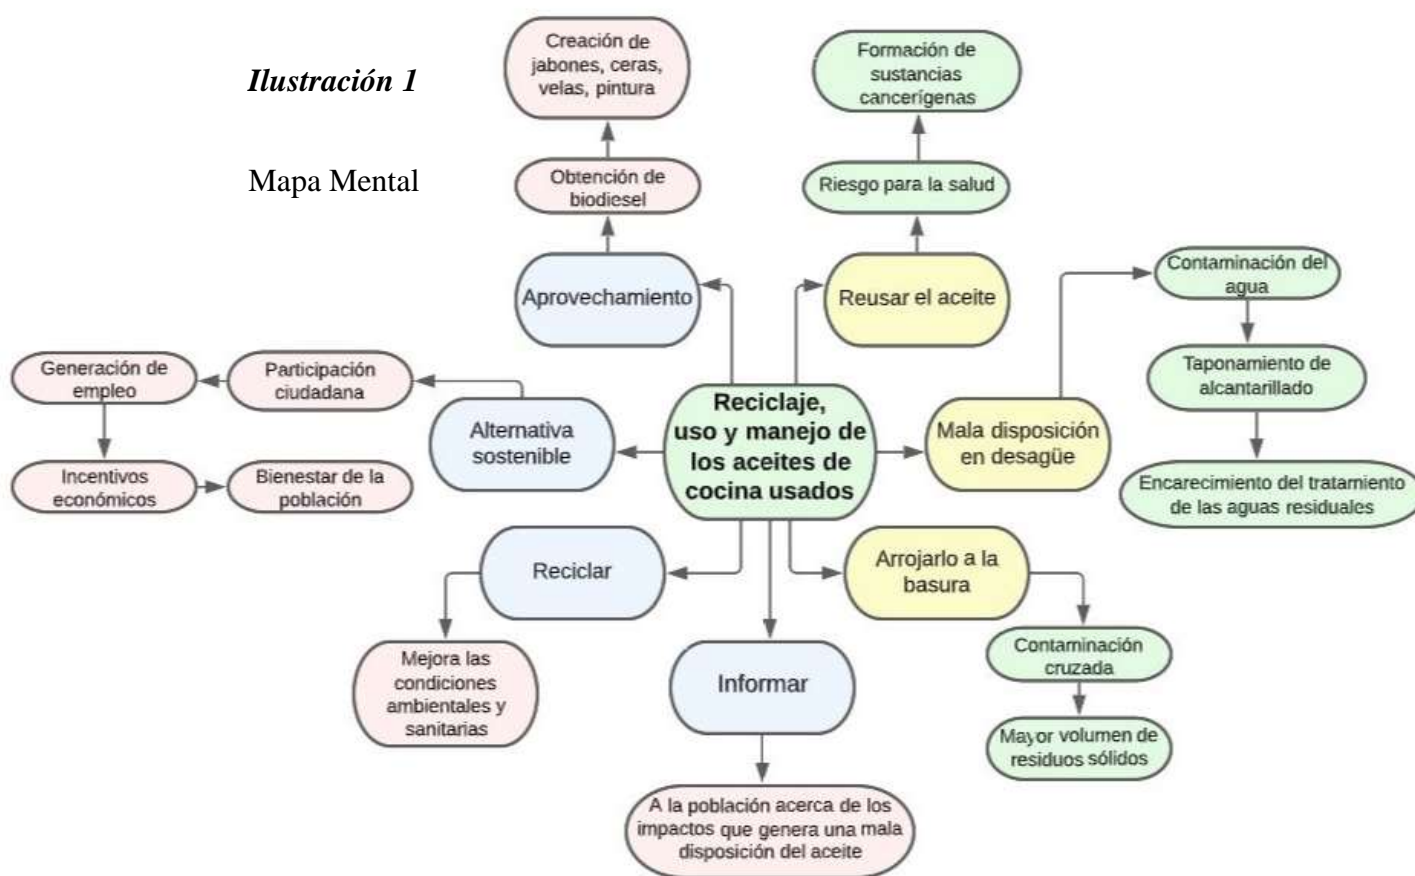 Ilustración 1
Mapa Mental
Creación de
jabones, ceras,
velas, pintura
Obtención de
biodiesel
Aprovechamiento
Formación de
sustancias
cancerígenas
Riesgo para la salud
Reusar el aceite
Contaminación del
agua
Taponamiento de
alcantarillado
Encarecimiento del tratamiento
de las aguas residuales
Mala disposición
en desagüe
Reciclaje,
uso y manejo de
los aceites de
cocina usados
Alternativa
sostenible
Participación
ciudadana
Generación de
empleo
Incentivos
económicos
Bienestar de la
población
Reciclar
Mejora las
condiciones
ambientales y
sanitarias
Informar
A la población acerca de los
impactos que genera una mala
disposición del aceite
Arrojarlo a la
basura
Contaminación
cruzada
Mayor volumen de
residuos sólidos